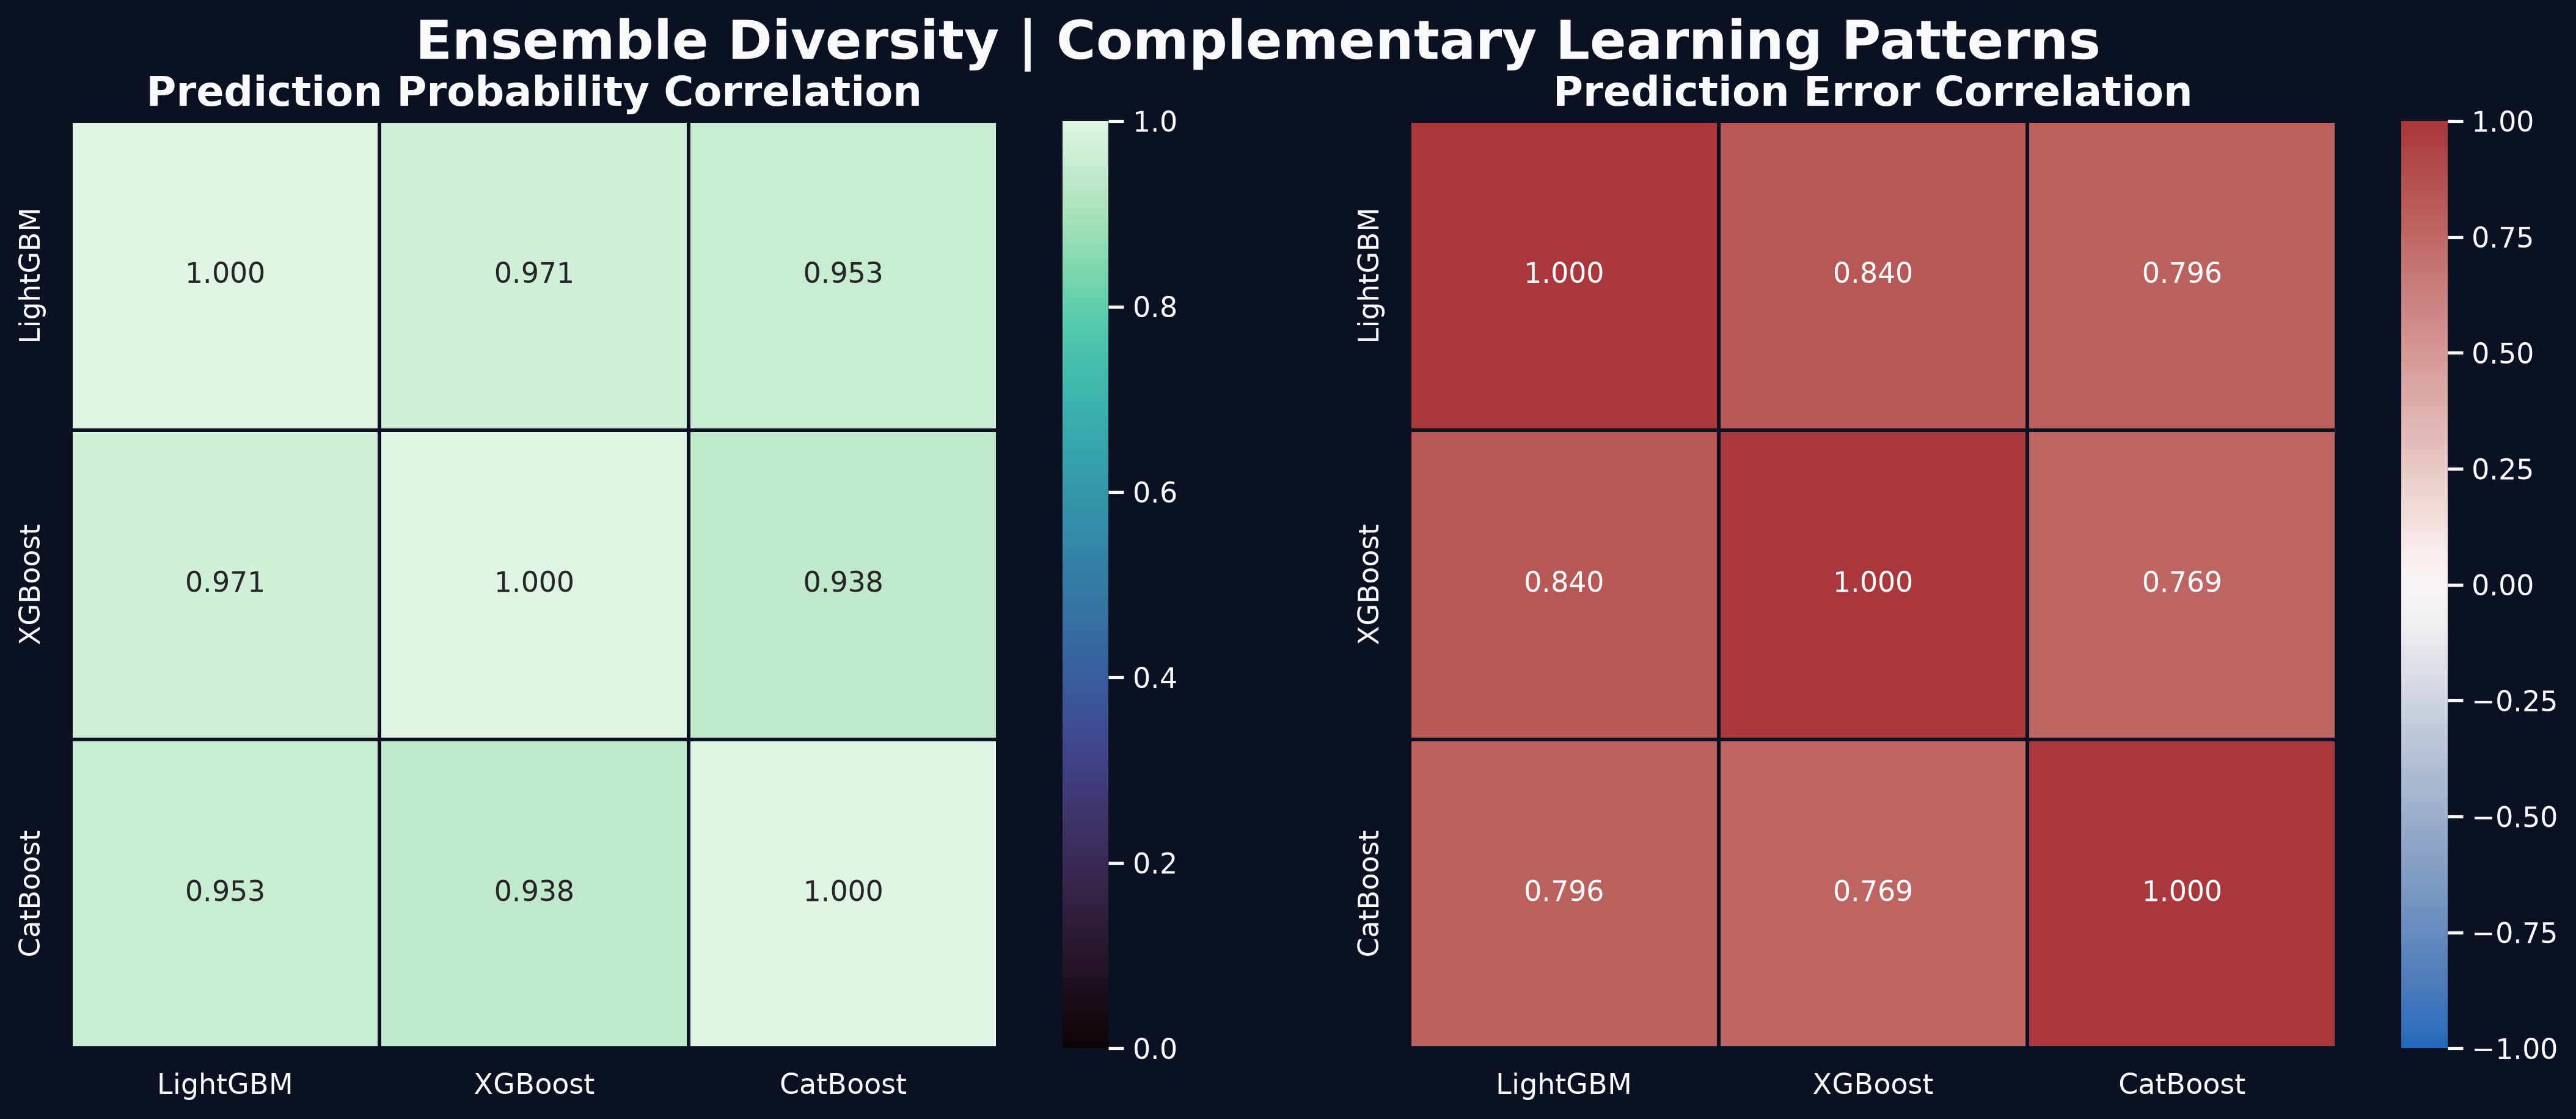 Ensemble Diversity | Complementary Learning Patterns
Prediction Probability Correlation
LightGBM
1.000 0.971 0.953
XGBoost
0.971 1.000 0.938
CatBoost
0.953 0.938 1.000
LightGBM XGBoost CatBoost
1.0
0.8
0.6
0.4
0.2
0.0
Prediction Error Correlation
LightGBM
1.000 0.840 0.796
XGBoost
0.840 1.000 0.769
CatBoost
0.796 0.769 1.000
LightGBM XGBoost CatBoost
1.00
0.75
0.50
0.25
0.00
−0.25
−0.50
−0.75
−1.00